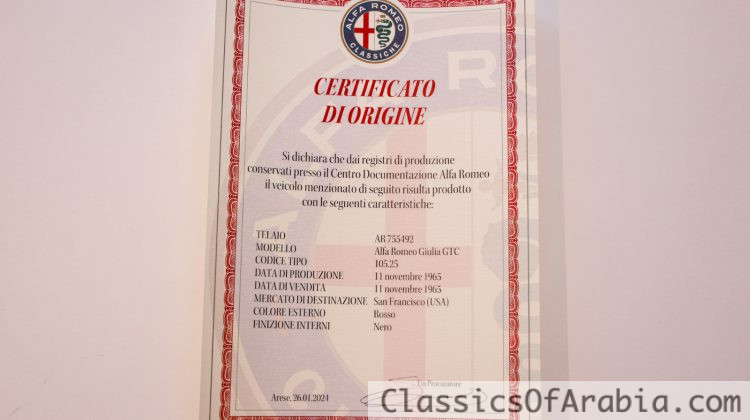 ALFA ROMEO
CLASSICHE
CERTIFICATO
DI ORIGINE
Si dichiara che dai registri di produzione
conservati presso il Centro Documentazione Alfa Romeo
il veicolo menzionato di seguito risulta prodotto
con le seguenti caratteristiche:
TELAIO AR 755492
MODELLO Alfa Romeo Giulia GTC
CODICE TIPO 105.25
DATA DI PRODUZIONE 11 novembre 1965
DATA DI VENDITA 11 novembre 1965
MERCATO DI DESTINAZIONE San Francisco (USA)
COLORE ESTERNO Rosso
FINIZIONE INTERNI Nero
Un Procuratore
Arese, 26.01.2024
ClassicsOfArabia.com